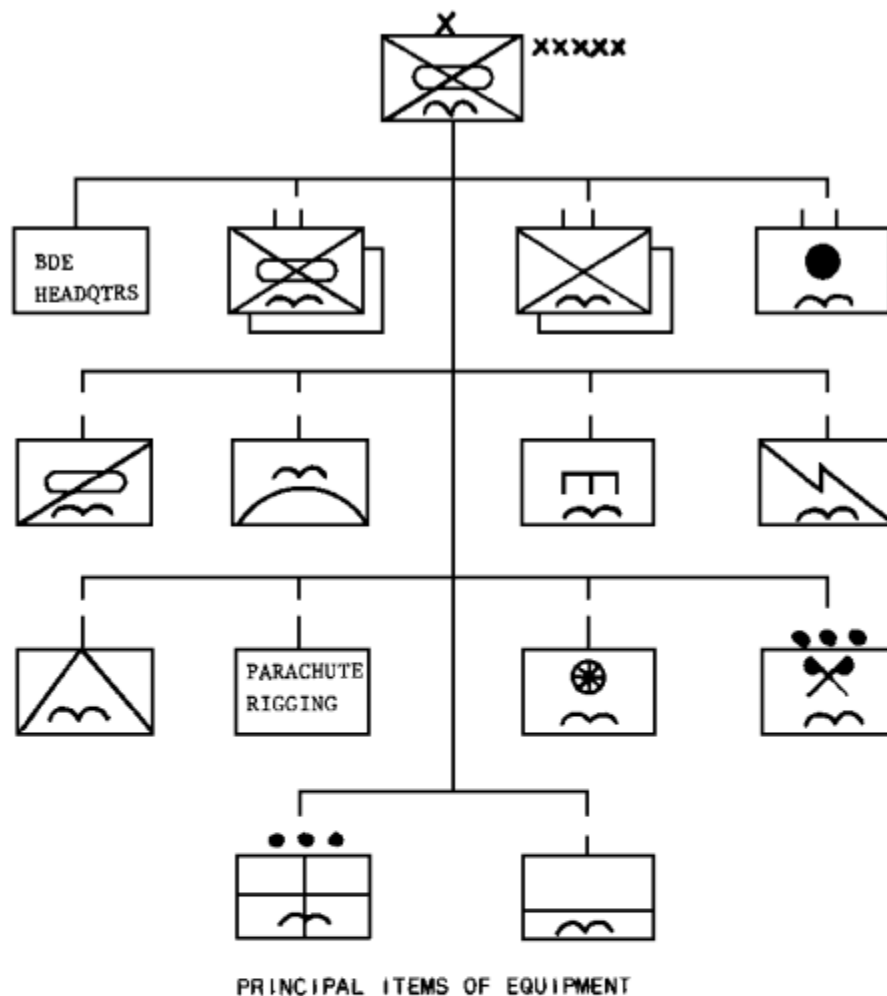 X
XXXXX
BDE
HEADQTRS
PARACHUTE
RIGGING
PRINCIPAL ITEMS OF EQUIPMENT